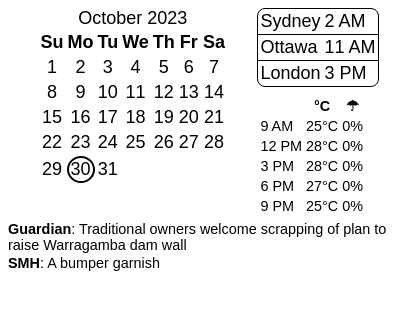 October 2023
Su Mo Tu We Th Fr Sa
1 2 3 4 5 6 7
8 9 10 11 12 13 14
15 16 17 18 19 20 21
22 23 24 25 26 27 28
29 30 31
Sydney 2 AM
Ottawa 11 AM
London 3 PM
°C ☂
9 AM 25°C 0%
12 PM 28°C 0%
3 PM 28°C 0%
6 PM 27°C 0%
9 PM 25°C 0%
Guardian: Traditional owners welcome scrapping of plan to
raise Warragamba dam wall
SMH: A bumper garnish